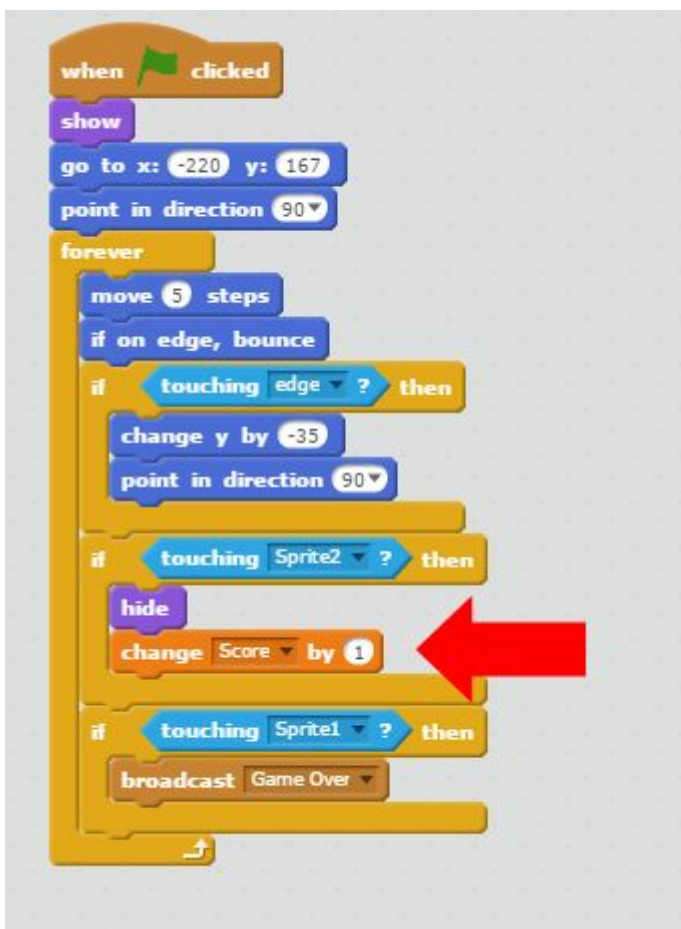 when clicked
show
go to x: -220 y: 167
point in direction 90
forever
move 5 steps
if on edge, bounce
if touching edge ? then
change y by -35
point in direction 90
if touching Sprite2 ? then
hide
change Score by 1
if touching Sprite1 ? then
broadcast Game Over